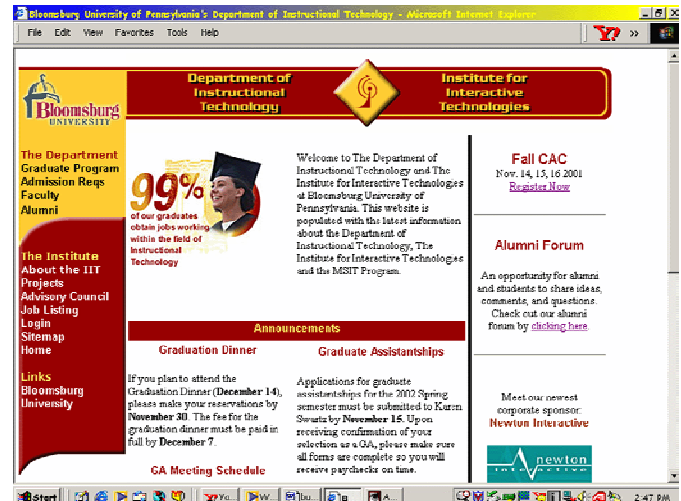 Bloomsburg University of Pennsylvania's Department of Instructional Technology - Microsoft Internet Explorer
File Edit View Favorites Tools Help
Bloomsburg
UNIVERSITY
Department of
Instructional
Technology
Institute for
Interactive
Technologies
The Department
Graduate Program
Admission Reqs
Faculty
Alumni
The Institute
About the IIT
Projects
Advisory Council
Job Listing
Login
Sitemap
Home
Links
Bloomsburg
University
99%
of our graduates
obtain jobs working
within the field of
Instructional
Technology
Welcome to The Department of
Instructional Technology and The
Institute for Interactive Technologies
at Bloomsburg University of
Pennsylvania. This website is
populated with the latest information
about the Department of
Instructional Technology, The
Institute for Interactive Technologies
and the MSIT Program.
Announcements
Graduation Dinner
If you plan to attend the
Graduation Dinner (December 14),
please make your reservations by
November 30. The fee for the
graduation dinner must be paid in
full by December 7.
GA Meeting Schedule
Graduate Assistantships
Applications for graduate
assistantships for the 2002 Spring
semester must be submitted to Karen
Swartz by November 15. Upon
receiving confirmation of your
selection as a GA, please make sure
all forms are complete so you will
receive paychecks on time.
Fall CAC
Nov. 14, 15, 16 2001
Register Now
Alumni Forum
An opportunity for alumni
and students to share ideas,
comments, and questions.
Check out our alumni
forum by clicking here.
Meet our newest
corporate sponsor:
Newton Interactive
newton
interactive
Start Yo... W... Du... B... A... 2:47 PM